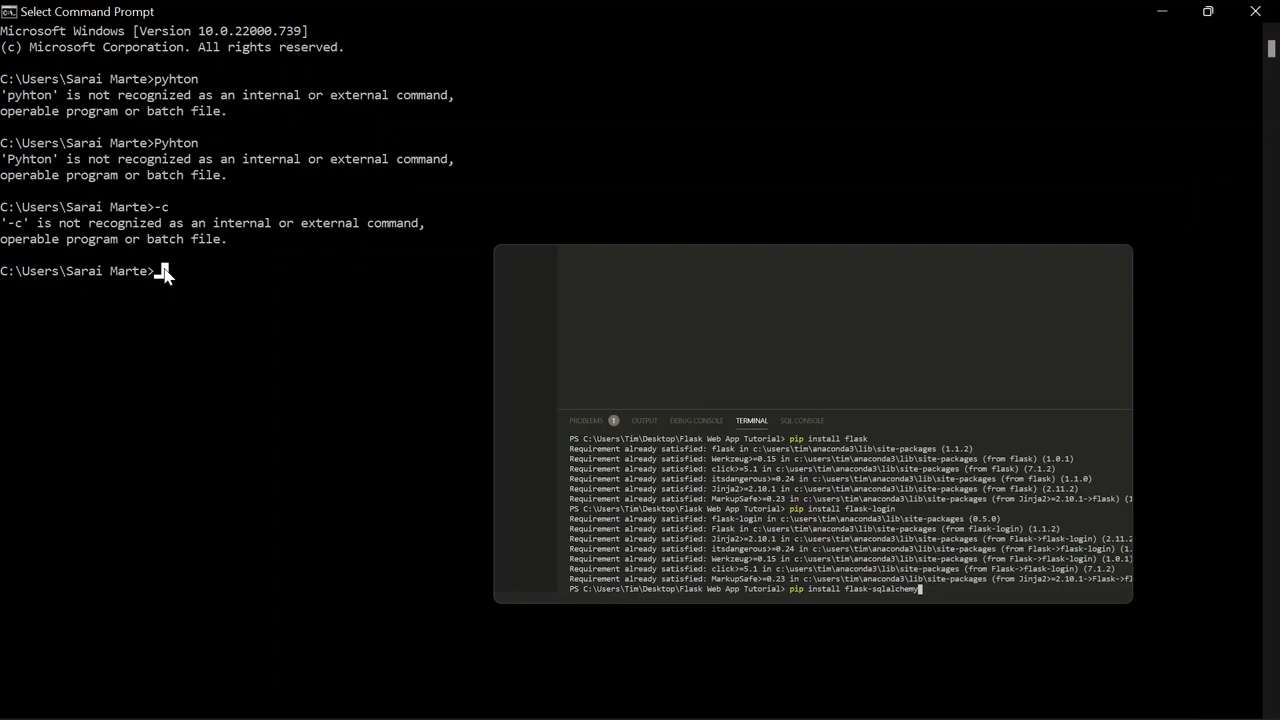 Select Command Prompt
Microsoft Windows [Version 10.0.22000.739]
(c) Microsoft Corporation. All rights reserved.
C:\Users\Sarai Marte>pyhton
'pyhton' is not recognized as an internal or external command,
operable program or batch file.
C:\Users\Sarai Marte>Pyhton
'Pyhton' is not recognized as an internal or external command,
operable program or batch file.
C:\Users\Sarai Marte>-c
'-c' is not recognized as an internal or external command,
operable program or batch file.
C:\Users\Sarai Marte>
PROBLEMS 1 OUTPUT DEBUG CONSOLE TERMINAL SQL CONSOLE
PS C:\Users\Tim\Desktop\Flask Web App Tutorial> pip install flask
Requirement already satisfied: flask in c:\users\tim\anaconda3\lib\site-packages (1.1.2)
Requirement already satisfied: Werkzeug>=0.15 in c:\users\tim\anaconda3\lib\site-packages (from flask) (1.0.1)
Requirement already satisfied: click>=5.1 in c:\users\tim\anaconda3\lib\site-packages (from flask) (7.1.2)
Requirement already satisfied: itsdangerous>=0.24 in c:\users\tim\anaconda3\lib\site-packages (from flask) (1.1.0)
Requirement already satisfied: Jinja2>=2.10.1 in c:\users\tim\anaconda3\lib\site-packages (from flask) (2.11.2)
Requirement already satisfied: MarkupSafe>=0.23 in c:\users\tim\anaconda3\lib\site-packages (from Jinja2>=2.10.1->flask) (1
PS C:\Users\Tim\Desktop\Flask Web App Tutorial> pip install flask-login
Requirement already satisfied: flask-login in c:\users\tim\anaconda3\lib\site-packages (0.5.0)
Requirement already satisfied: Flask in c:\users\tim\anaconda3\lib\site-packages (from flask-login) (1.1.2)
Requirement already satisfied: Jinja2>=2.10.1 in c:\users\tim\anaconda3\lib\site-packages (from Flask->flask-login) (2.11.2
Requirement already satisfied: itsdangerous>=0.24 in c:\users\tim\anaconda3\lib\site-packages (from Flask->flask-login) (1.
Requirement already satisfied: Werkzeug>=0.15 in c:\users\tim\anaconda3\lib\site-packages (from Flask->flask-login) (1.0.1)
Requirement already satisfied: click>=5.1 in c:\users\tim\anaconda3\lib\site-packages (from Flask->flask-login) (7.1.2)
Requirement already satisfied: MarkupSafe>=0.23 in c:\users\tim\anaconda3\lib\site-packages (from Jinja2>=2.10.1->Flask->fl
PS C:\Users\Tim\Desktop\Flask Web App Tutorial> pip install flask-sqlalchemy